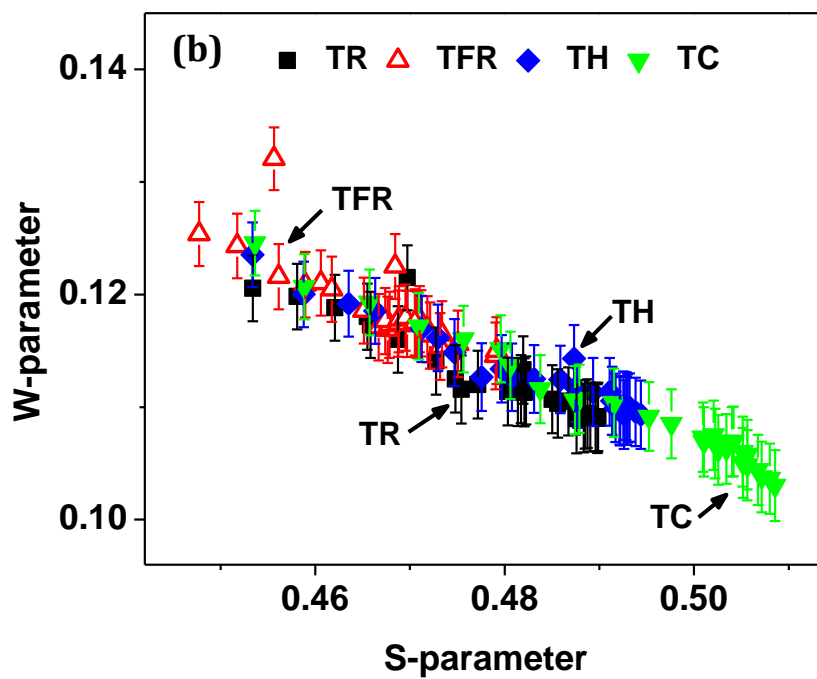 (b) TR TFR TH TC
0.14
TFR
0.12
TH
TR
0.10
TC
W-parameter
0.46 0.48 0.50
S-parameter